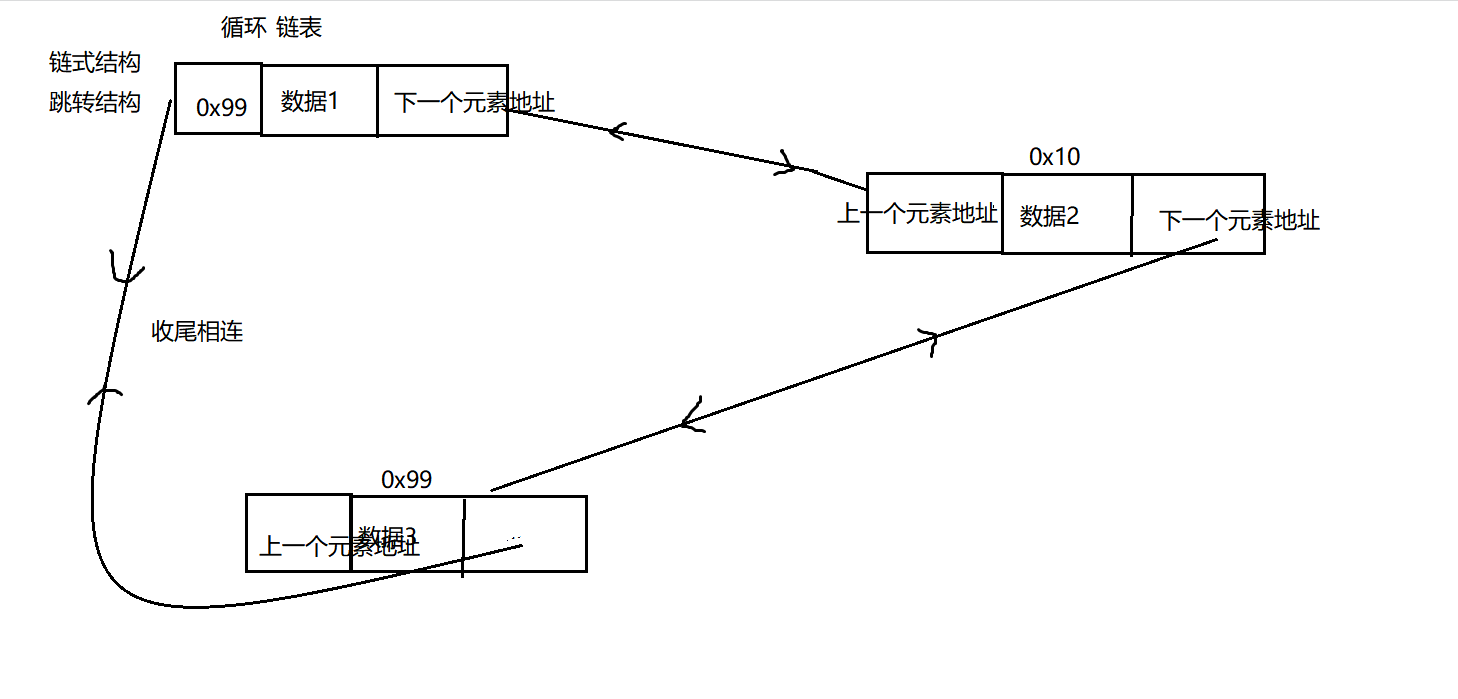 循环 链表
链式结构
跳转结构
0x99
数据1
下一个元素地址
0x10
上一个元素地址
数据2
下一个元素地址
收尾相连
0x99
数据3
上一个元素地址